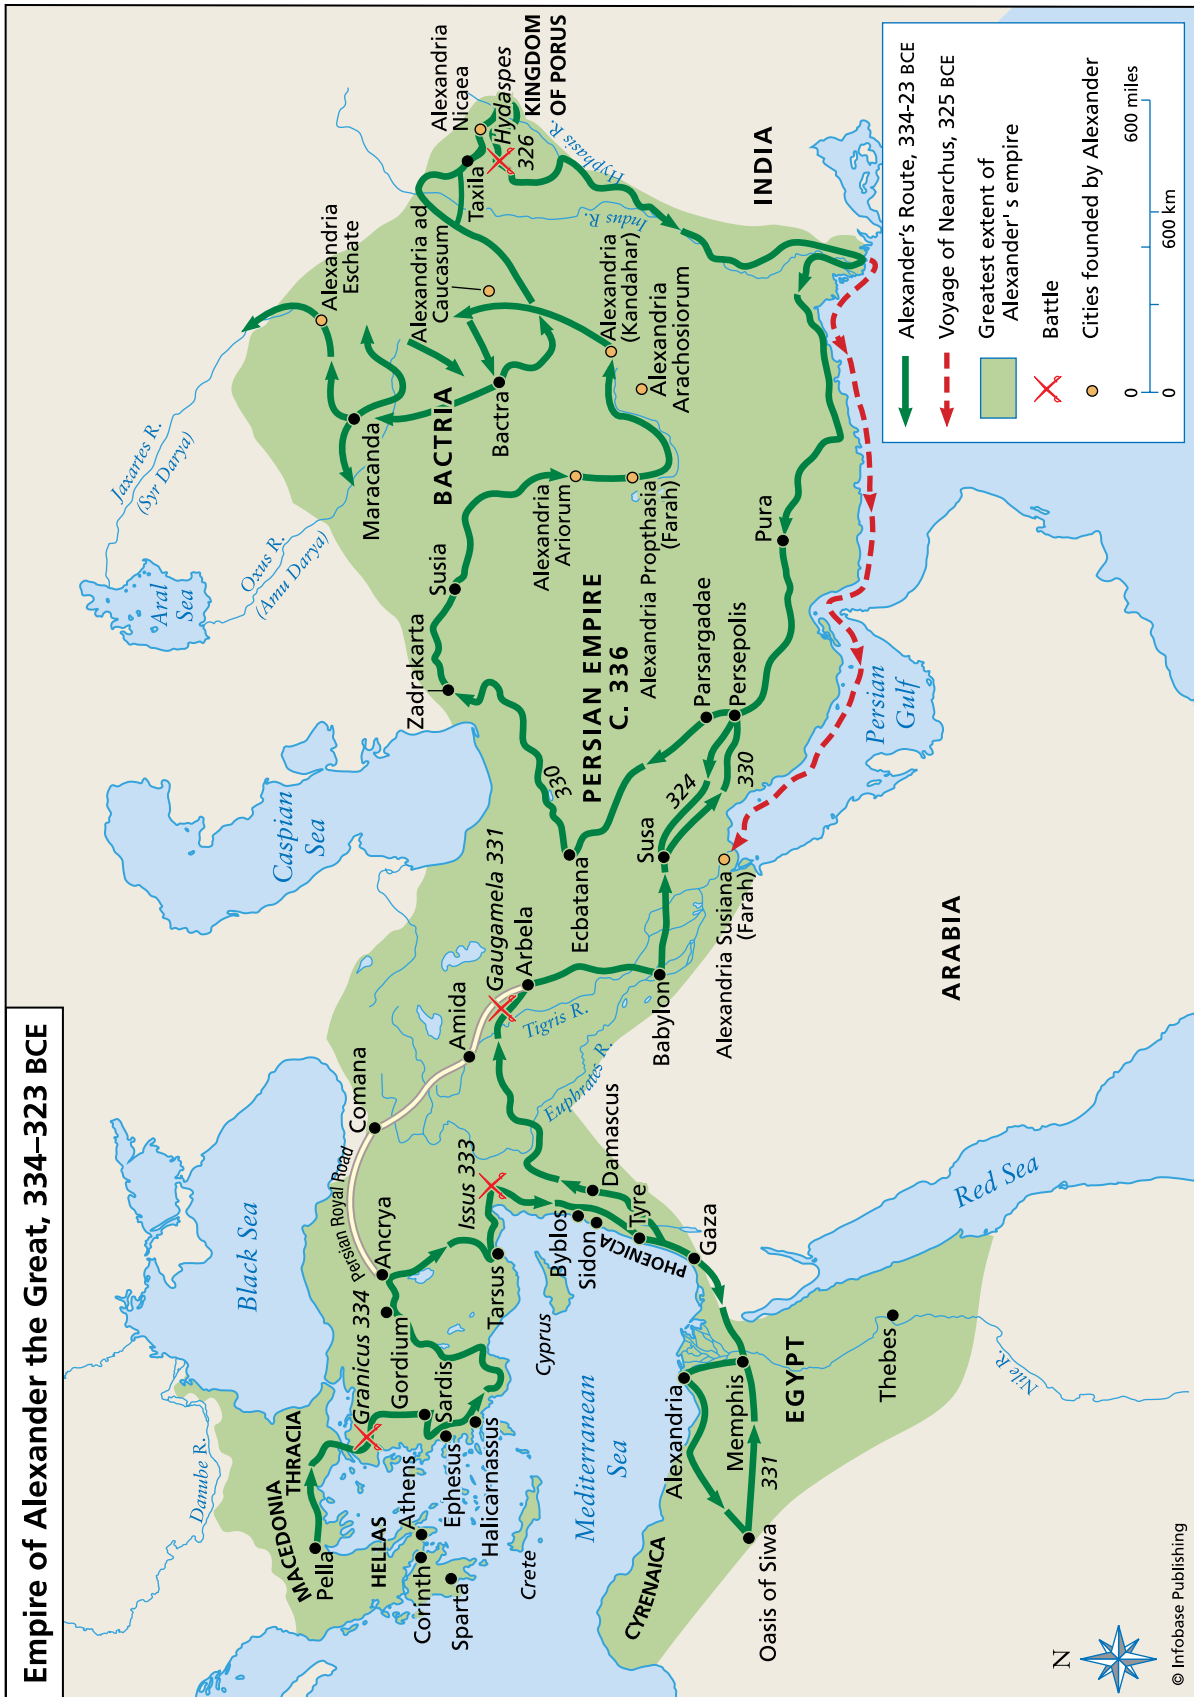 Empire of Alexander the Great, 334–323 BCE
Danube R.
Black Sea
Caspian
Sea
Aral
Sea
Jaxartes R.
(Syr Darya)
Oxus R.
(Amu Darya)
MACEDONIA
THRACIA
Pella
HELLAS
Athens
Corinth
Sparta
Crete
Granicus 334
Gordium
Sardis
Ephesus
Halicarnassus
Ancrya
Persian Royal Road
Comana
Amida
Tarsus
Issus 333
Cyprus
Byblos
Sidon
PHOENICIA
Tyre
Damascus
Gaza
Mediterranean
Sea
CYRENAICA
Oasis of Siwa
Alexandria
Memphis
331
EGYPT
Thebes
Nile R.
Red Sea
ARABIA
Euphrates R.
Tigris R.
Gaugamela 331
Arbela
Babylon
Ecbatana
Susa
Alexandria Susiana
(Farah)
324
330
330
Parsargadae
Persepolis
Persian
Gulf
PERSIAN EMPIRE
C. 336
Zadrakarta
Susia
Alexandria
Ariorum
Alexandria Propthasia
(Farah)
Pura
BACTRIA
Maracanda
Bactra
Alexandria
Eschate
Alexandria ad
Caucasum
Alexandria
(Kandahar)
Alexandria
Arachosiorum
Taxila
Alexandria
Nicaea
Hydaspes
326
KINGDOM
OF PORUS
Hyphasis R.
Indus R.
INDIA
Alexander's Route, 334-23 BCE
Voyage of Nearchus, 325 BCE
Greatest extent of
Alexander' s empire
Battle
Cities founded by Alexander
0 600 miles
0 600 km
N
© Infobase Publishing